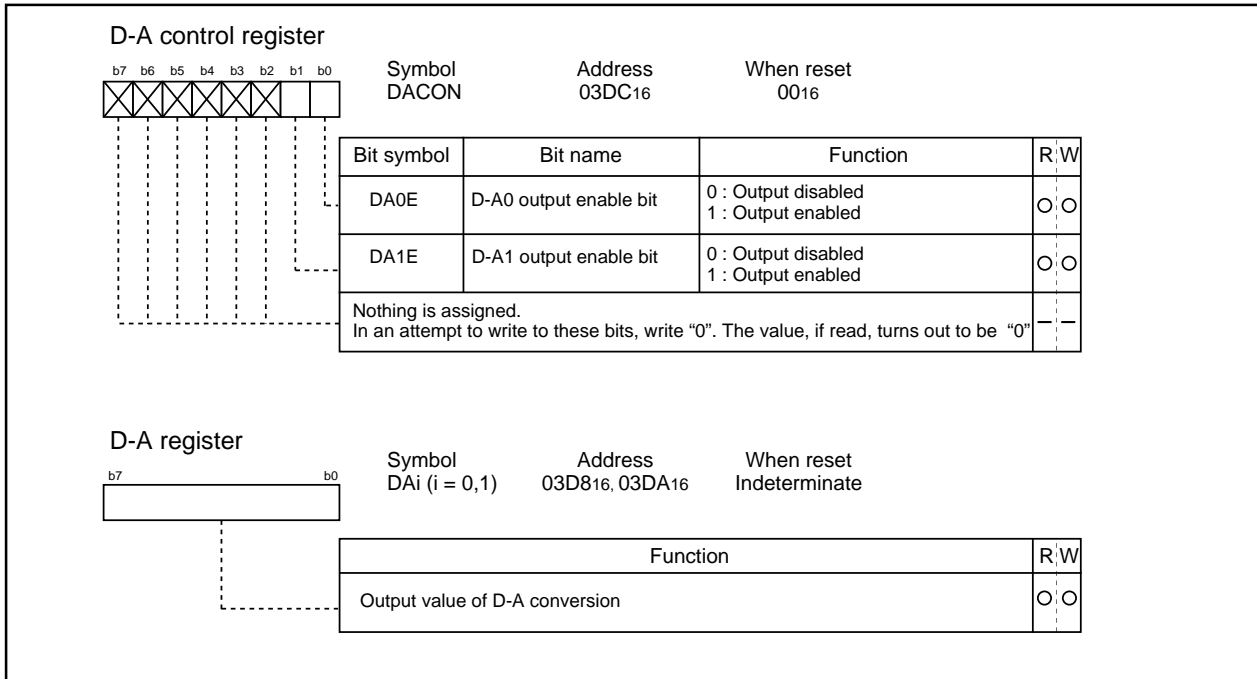 D-A control register
b7 b6 b5 b4 b3 b2 b1 b0
Symbol Address When reset
DACON 03DC16 0016
Bit symbol Bit name Function R W
DA0E D-A0 output enable bit 0 : Output disabled
1 : Output enabled
DA1E D-A1 output enable bit 0 : Output disabled
1 : Output enabled
Nothing is assigned.
In an attempt to write to these bits, write “0”. The value, if read, turns out to be “0”
D-A register
b7 b0
Symbol Address When reset
DAi (i = 0,1) 03D816, 03DA16 Indeterminate
Function R W
Output value of D-A conversion